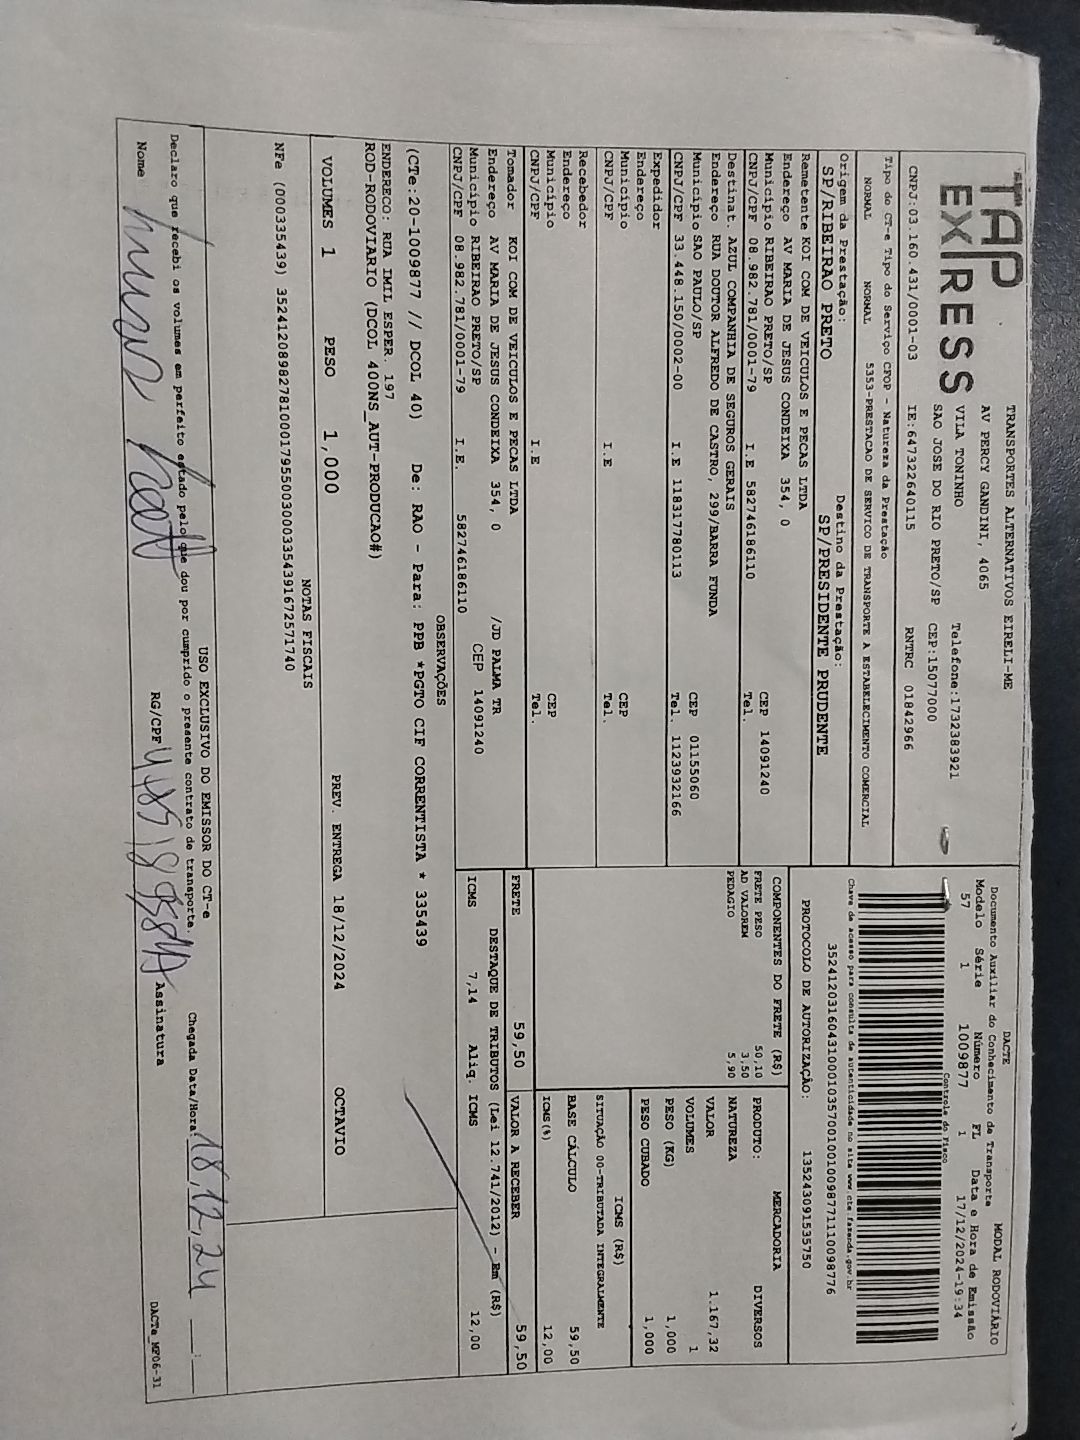 TAP
EXPRESS
TRANSPORTES ALTERNATIVOS EIRELI-ME
AV PERCY GANDINI, 4065
VILA TONINHO Telefone:1732383921
SAO JOSE DO RIO PRETO/SP CEP:15077000
CNPJ:03.160.431/0001-03 IE:647322640115 RNTRC 01842966
Tipo do CT-e Tipo do Serviço CFOP - Natureza da Prestação
NORMAL NORMAL 5353-PRESTACAO DE SERVICO DE TRANSPORTE A ESTABELECIMENTO COMERCIAL
Origem da Prestação: Destino da Prestação:
SP/RIBEIRAO PRETO SP/PRESIDENTE PRUDENTE
Remetente KOI COM DE VEICULOS E PECAS LTDA
Endereço AV MARIA DE JESUS CONDEIXA 354, 0
Município RIBEIRAO PRETO/SP CEP 14091240
CNPJ/CPF 08.982.781/0001-79 I.E 582746186110 Tel.
Destinat. AZUL COMPANHIA DE SEGUROS GERAIS
Endereço RUA DOUTOR ALFREDO DE CASTRO, 299/BARRA FUNDA
Município SAO PAULO/SP CEP 01155060
CNPJ/CPF 33.448.150/0002-00 I.E 118317780113 Tel. 1123932166
Expedidor
Endereço
Município CEP
CNPJ/CPF I.E Tel.
Recebedor
Endereço
Município CEP
CNPJ/CPF I.E Tel.
Tomador KOI COM DE VEICULOS E PECAS LTDA
Endereço AV MARIA DE JESUS CONDEIXA 354, 0 /JD PALMA TR
Município RIBEIRAO PRETO/SP CEP 14091240
CNPJ/CPF 08.982.781/0001-79 I.E. 582746186110
DACTE MODAL RODOVIÁRIO
Documento Auxiliar do Conhecimento de Transporte
Modelo Série Número FL Data e Hora de Emissão
57 1 1009877 1 17/12/2024-19:34
Controle do Fisco
Chave de acesso para consulta de autenticidade no site www.cte.fazenda.gov.br
35241203160431000103570010010098771110098776
PROTOCOLO DE AUTORIZAÇÃO: 135243091535750
COMPONENTES DO FRETE (R$)
FRETE PESO 50,10
AD VALOREM 3,50
PEDAGIO 5,90
MERCADORIA
PRODUTO: DIVERSOS
NATUREZA
VALOR 1.167,32
VOLUMES 1
PESO (KG) 1,000
PESO CUBADO 1,000
ICMS (R$)
SITUAÇÃO 00-TRIBUTADA INTEGRALMENTE
BASE CÁLCULO 59,50
ICMS(%) 12,00
FRETE 59,50 VALOR A RECEBER 59,50
DESTAQUE DE TRIBUTOS (Lei 12.741/2012) - Em (R$)
ICMS 7,14 Aliq. ICMS 12,00
OBSERVAÇÕES
(CTe:20-1009877 // DCOL 40) De: RAO - Para: PPB *PGTO CIF CORRENTISTA * 335439
ENDERECO: RUA IMIL ESPER. 197
ROD-RODOVIARIO (DCOL 400NS_AUT-PRODUCAO#)
VOLUMES 1 PESO 1,000 PREV. ENTREGA 18/12/2024 OCTAVIO
NOTAS FISCAIS
NFe (000335439) 35241208982781000179550030003354391672571740
USO EXCLUSIVO DO EMISSOR DO CT-e
Declaro que recebi os volumes em perfeito estado pelo que dou por cumprido o presente contrato de transporte.
Chegada Data/Hora: 18,12,24 __:__
Nome RG/CPF Assinatura
DACTe_MF06-31